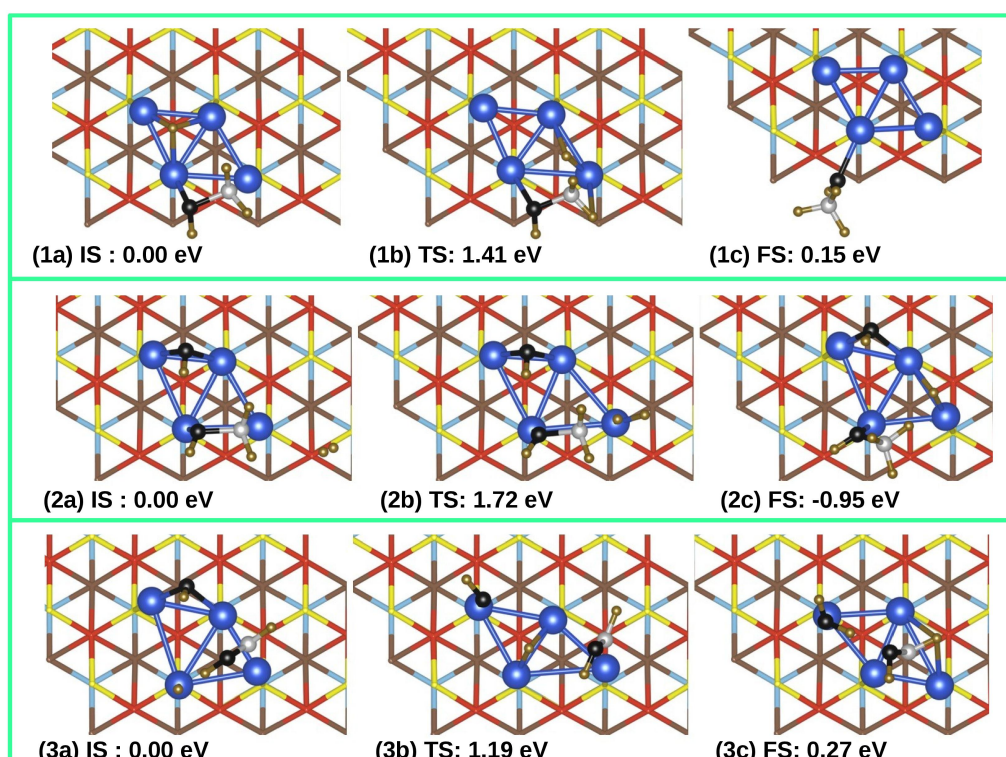 (1a) IS : 0.00 eV
(1b) TS: 1.41 eV
(1c) FS: 0.15 eV
(2a) IS : 0.00 eV
(2b) TS: 1.72 eV
(2c) FS: -0.95 eV
(3a) IS : 0.00 eV
(3b) TS: 1.19 eV
(3c) FS: 0.27 eV